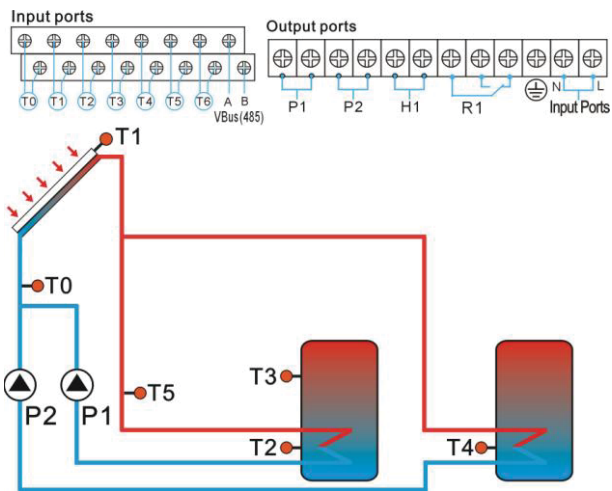 Input ports
T0 T1 T2 T3 T4 T5 T6 A B
VBus(485)
Output ports
P1 P2 H1 R1 N L
Input Ports
T1
T0
T5
T3
P2 P1
T2
T4